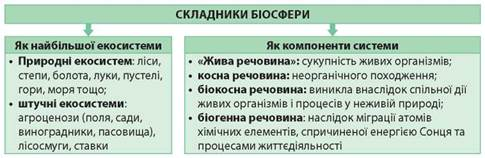 СКЛАДНИКИ БІОСФЕРИ
Як найбільшої екосистеми
• Природні екосистем: ліси,
степи, болота, луки, пустелі,
гори, моря тощо;
• штучні екосистеми:
агроценози (поля, сади,
виноградники, пасовища),
лісосмуги, ставки
Як компоненти системи
• «Жива речовина»: сукупність живих організмів;
• косна речовина: неорганічного походження;
• біокосна речовина: виникла внаслідок спільної дії
живих організмів і процесів у неживій природі;
• біогенна речовина: наслідок міграції атомів
хімічних елементів, спричиненої енергією Сонця та
процесами життєдіяльності